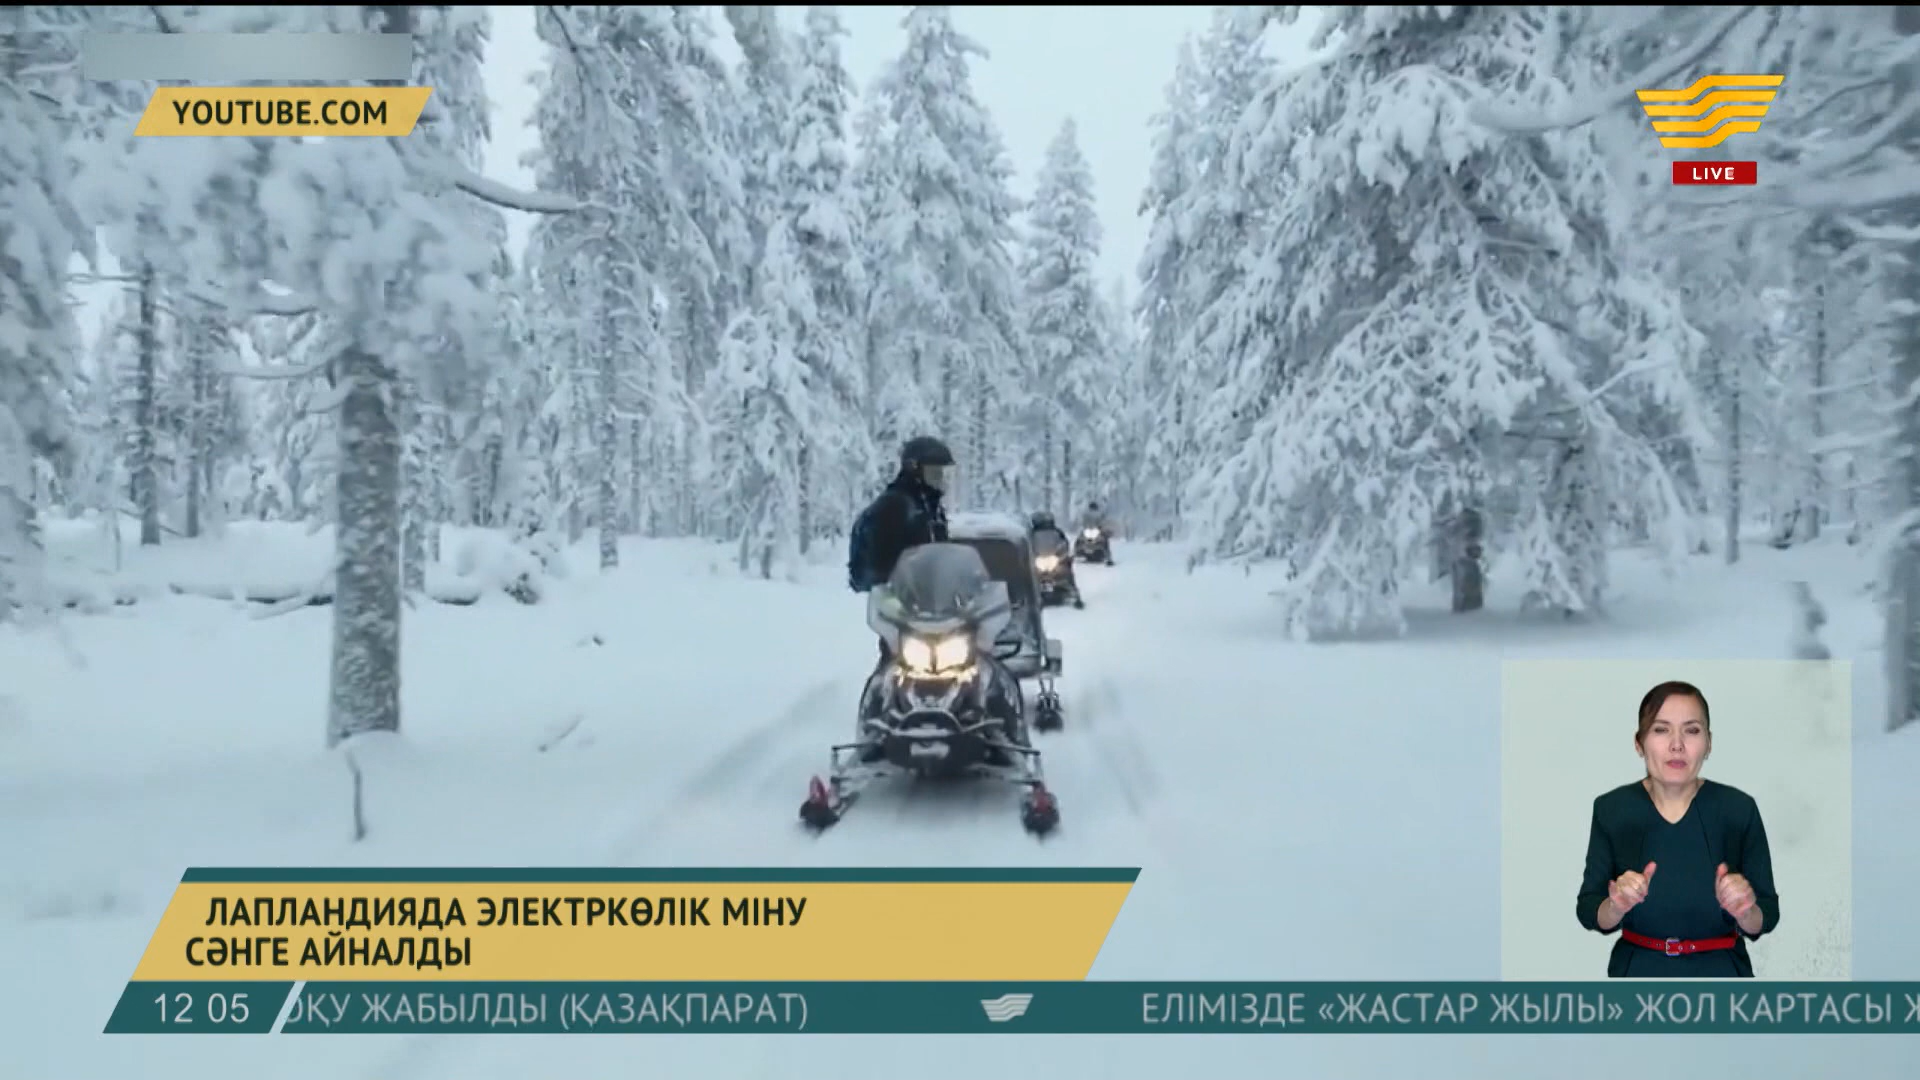 YOUTUBE.COM
LIVE
ЛАПЛАНДИЯДА ЭЛЕКТРКӨЛІК МІНУ
СӘНГЕ АЙНАЛДЫ
12 05
ОҚУ ЖАБЫЛДЫ (ҚАЗАҚПАРАТ)
ЕЛІМІЗДЕ «ЖАСТАР ЖЫЛЫ» ЖОЛ КАРТАСЫ Ж